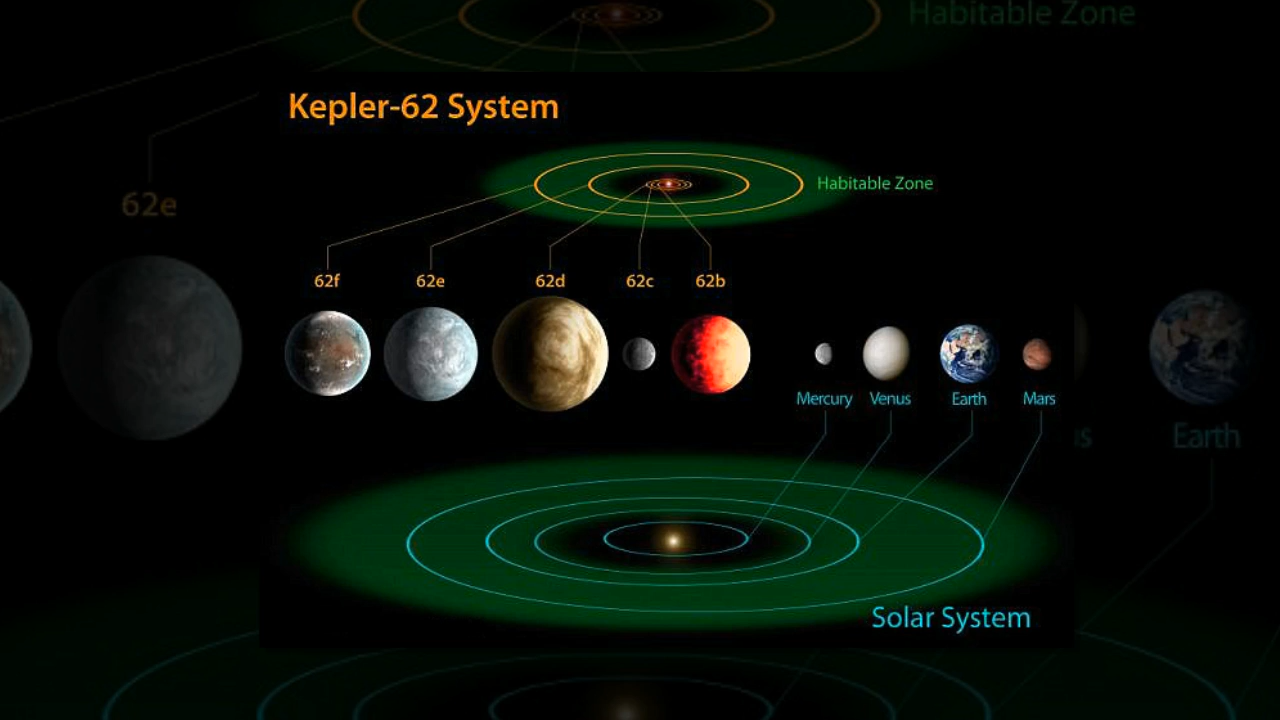 Habitable Zone
Kepler-62 System
Habitable Zone
62e
62f
62e
62d
62c
62b
Mercury
Venus
Earth
Mars
us
Earth
Solar System